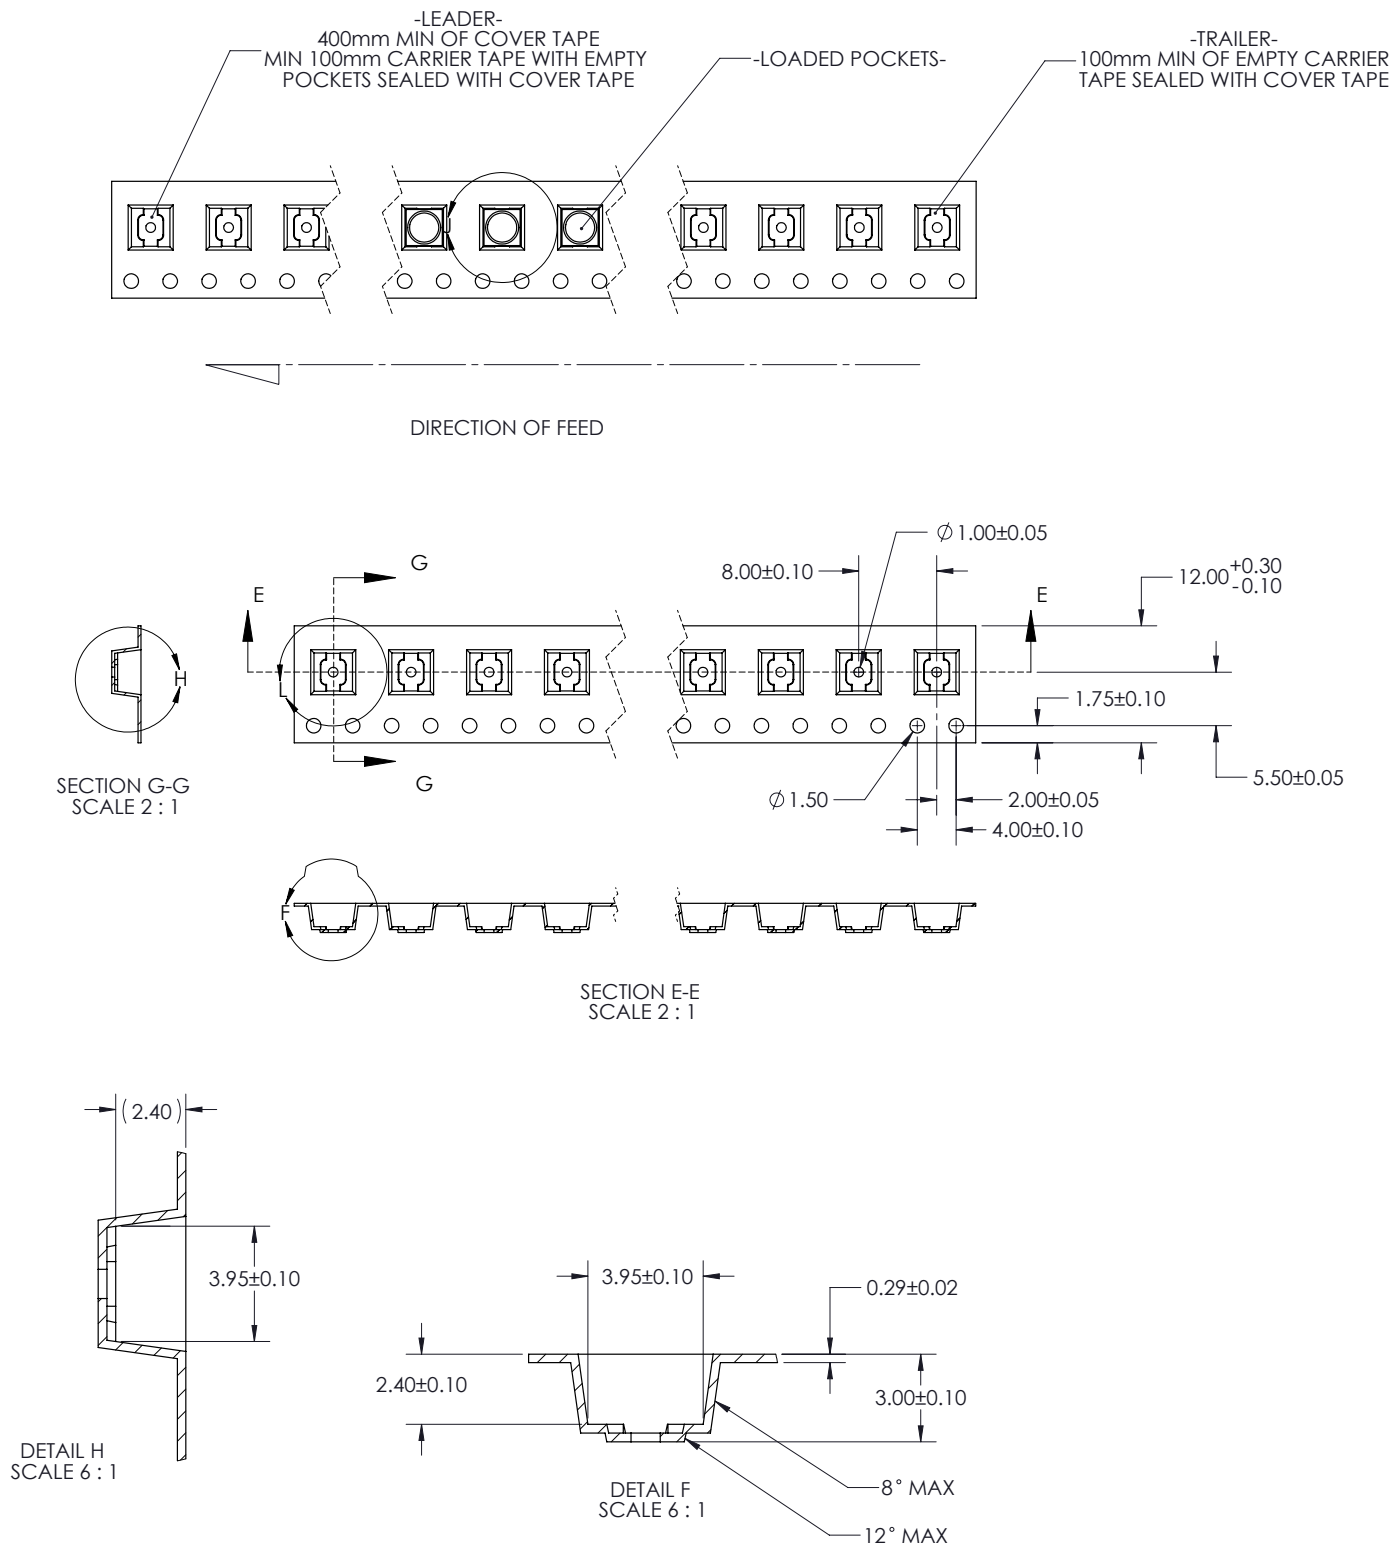 -LEADER-
400mm MIN OF COVER TAPE
MIN 100mm CARRIER TAPE WITH EMPTY
POCKETS SEALED WITH COVER TAPE
-LOADED POCKETS-
-TRAILER-
100mm MIN OF EMPTY CARRIER
TAPE SEALED WITH COVER TAPE
J
DIRECTION OF FEED
G
E
8.00±0.10
∅1.00±0.05
E
12.00 +0.30
-0.10
H
L
1.75±0.10
G
5.50±0.05
SECTION G-G
SCALE 2 : 1
∅1.50
2.00±0.05
4.00±0.10
F
SECTION E-E
SCALE 2 : 1
(2.40)
3.95±0.10
DETAIL H
SCALE 6 : 1
3.95±0.10
0.29±0.02
2.40±0.10
3.00±0.10
8° MAX
12° MAX
DETAIL F
SCALE 6 : 1